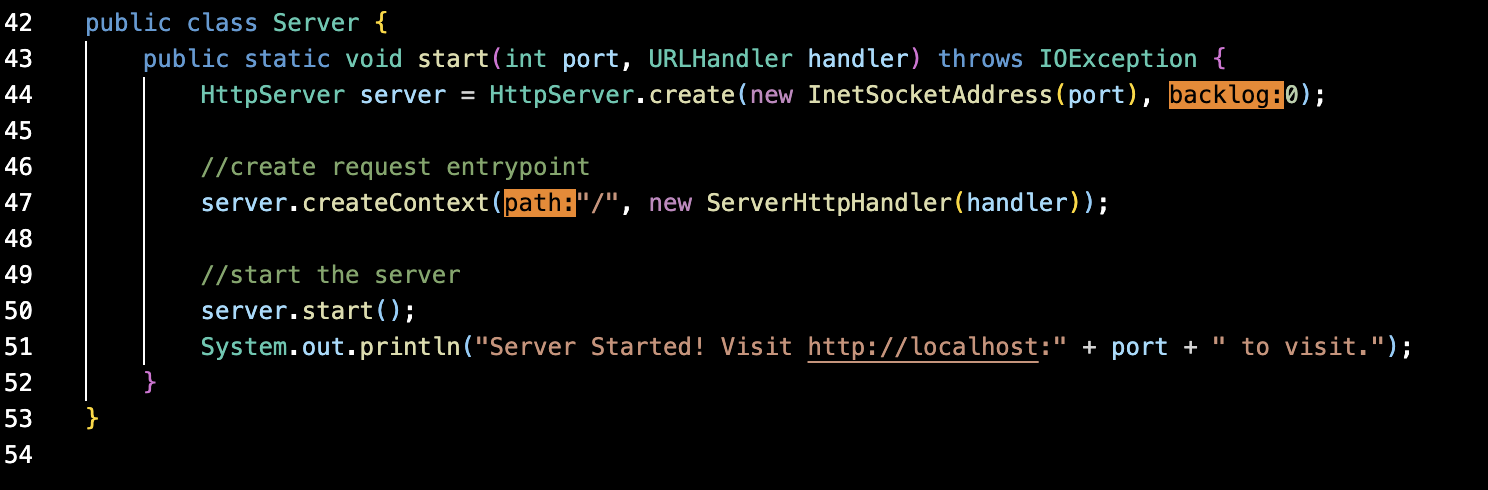 42 public class Server {
43 public static void start(int port, URLHandler handler) throws IOException {
44 HttpServer server = HttpServer.create(new InetSocketAddress(port), backlog:0);
45
46 //create request entrypoint
47 server.createContext(path:"/", new ServerHttpHandler(handler));
48
49 //start the server
50 server.start();
51 System.out.println("Server Started! Visit http://localhost:" + port + " to visit.");
52 }
53 }
54